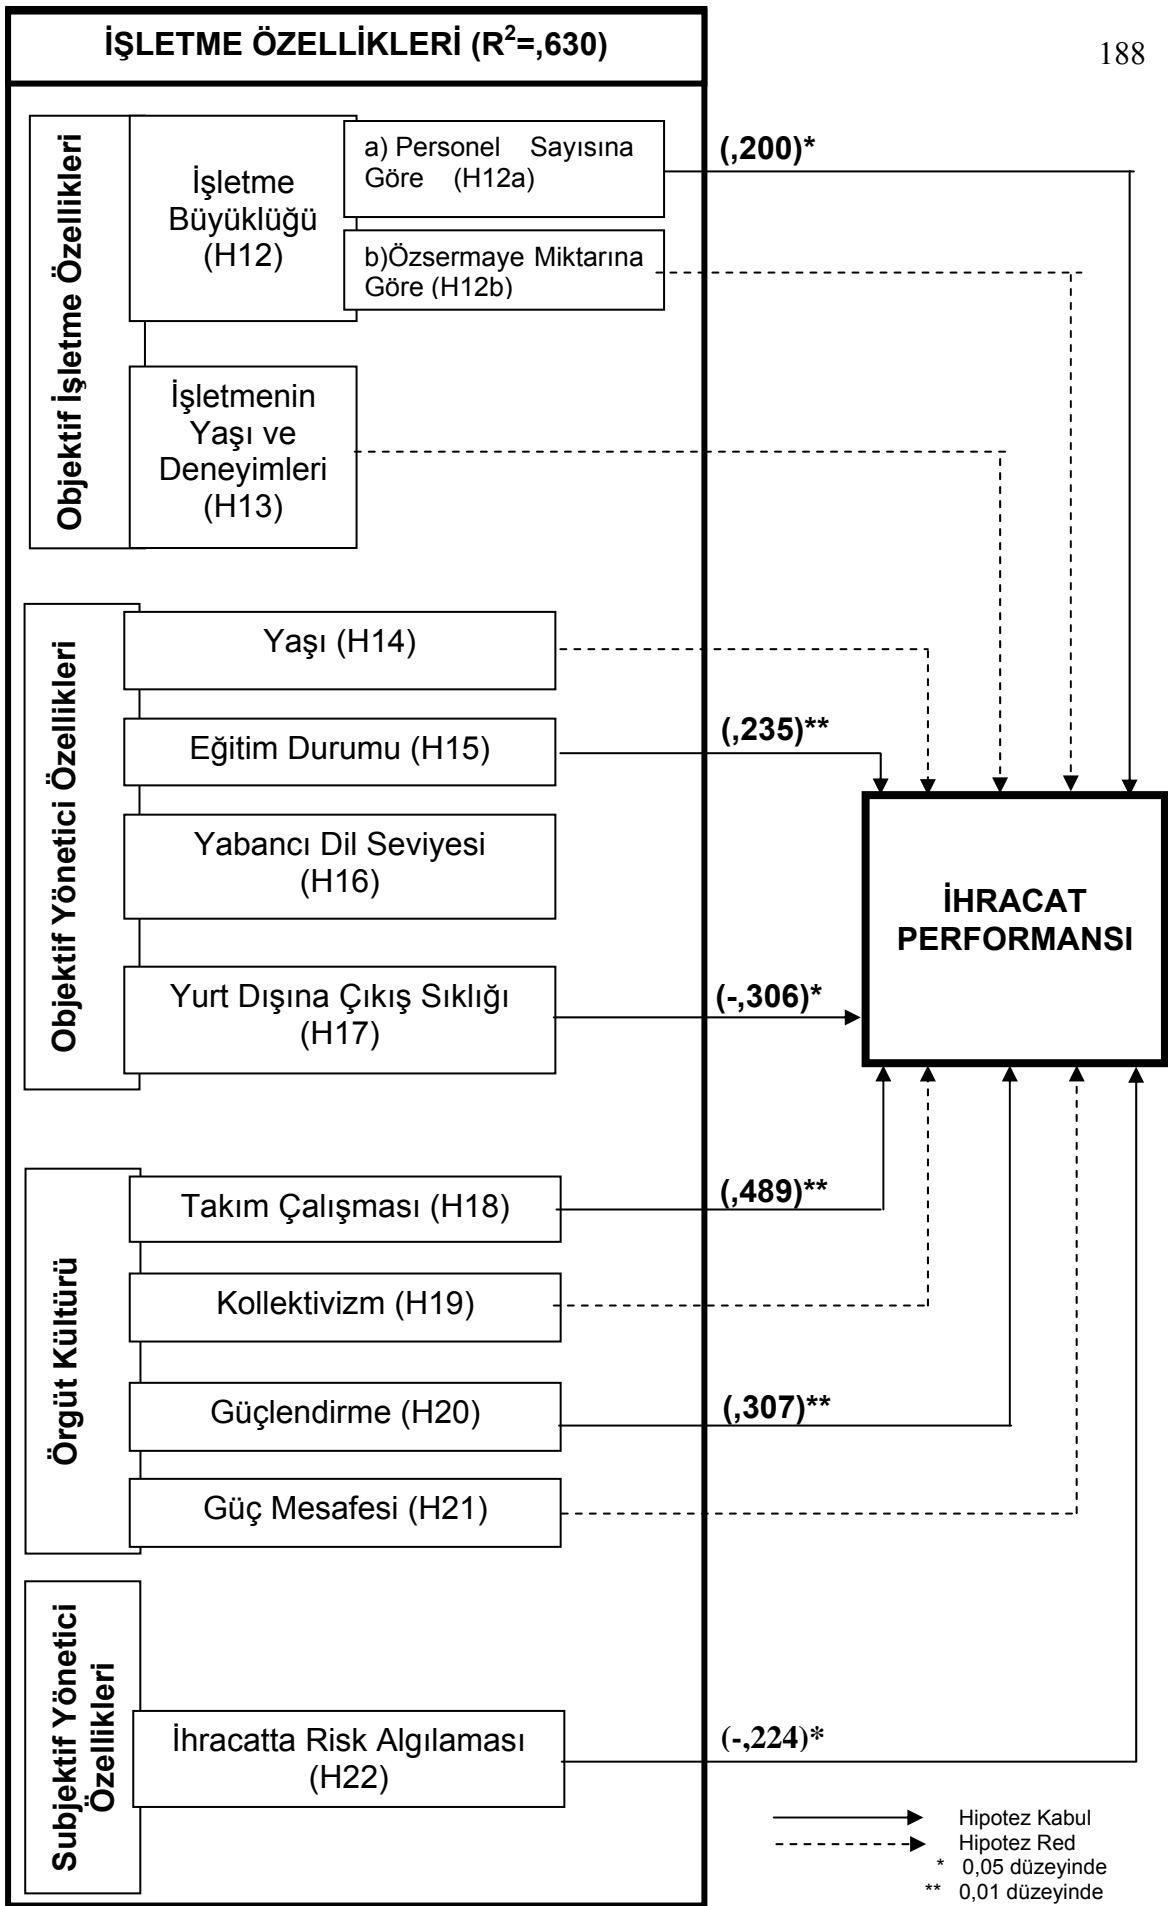 188
İŞLETME ÖZELLİKLERİ (R²=,630)
Objektif İşletme Özellikleri
İşletme
Büyüklüğü
(H12)
a) Personel Sayısına
Göre (H12a)
b)Özsermaye Miktarına
Göre (H12b)
(,200)*
İşletmenin
Yaşı ve
Deneyimleri
(H13)
Objektif Yönetici Özellikleri
Yaşı (H14)
Eğitim Durumu (H15)
(,235)**
Yabancı Dil Seviyesi
(H16)
Yurt Dışına Çıkış Sıklığı
(H17)
(-,306)*
İHRACAT
PERFORMANSI
Örgüt Kültürü
Takım Çalışması (H18)
(,489)**
Kollektivizm (H19)
Güçlendirme (H20)
(,307)**
Güç Mesafesi (H21)
Subjektif Yönetici
Özellikleri
İhracatta Risk Algılaması
(H22)
(-,224)*
Hipotez Kabul
Hipotez Red
* 0,05 düzeyinde
** 0,01 düzeyinde